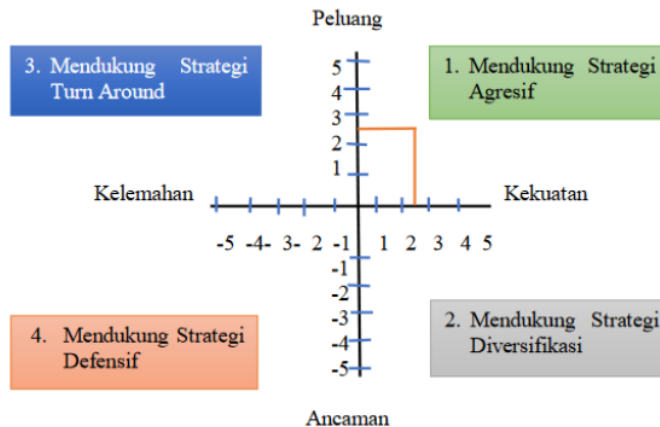 Peluang
3. Mendukung Strategi
Turn Around
1. Mendukung Strategi
Agresif
5
4
3
2
1
Kelemahan
Kekuatan
-5 -4- 3- 2 -1 1 2 3 4 5
-1
-2
-3
-4
-5
4. Mendukung Strategi
Defensif
2. Mendukung Strategi
Diversifikasi
Ancaman